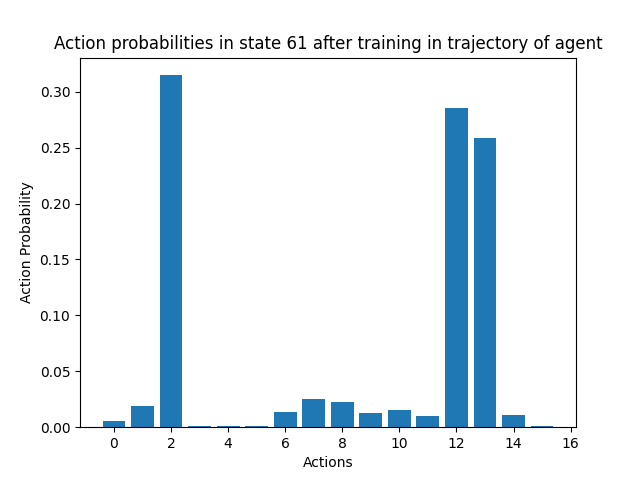 Action probabilities in state 61 after training in trajectory of agent
Action Probability
0.30
0.25
0.20
0.15
0.10
0.05
0.00
0 2 4 6 8 10 12 14 16
Actions